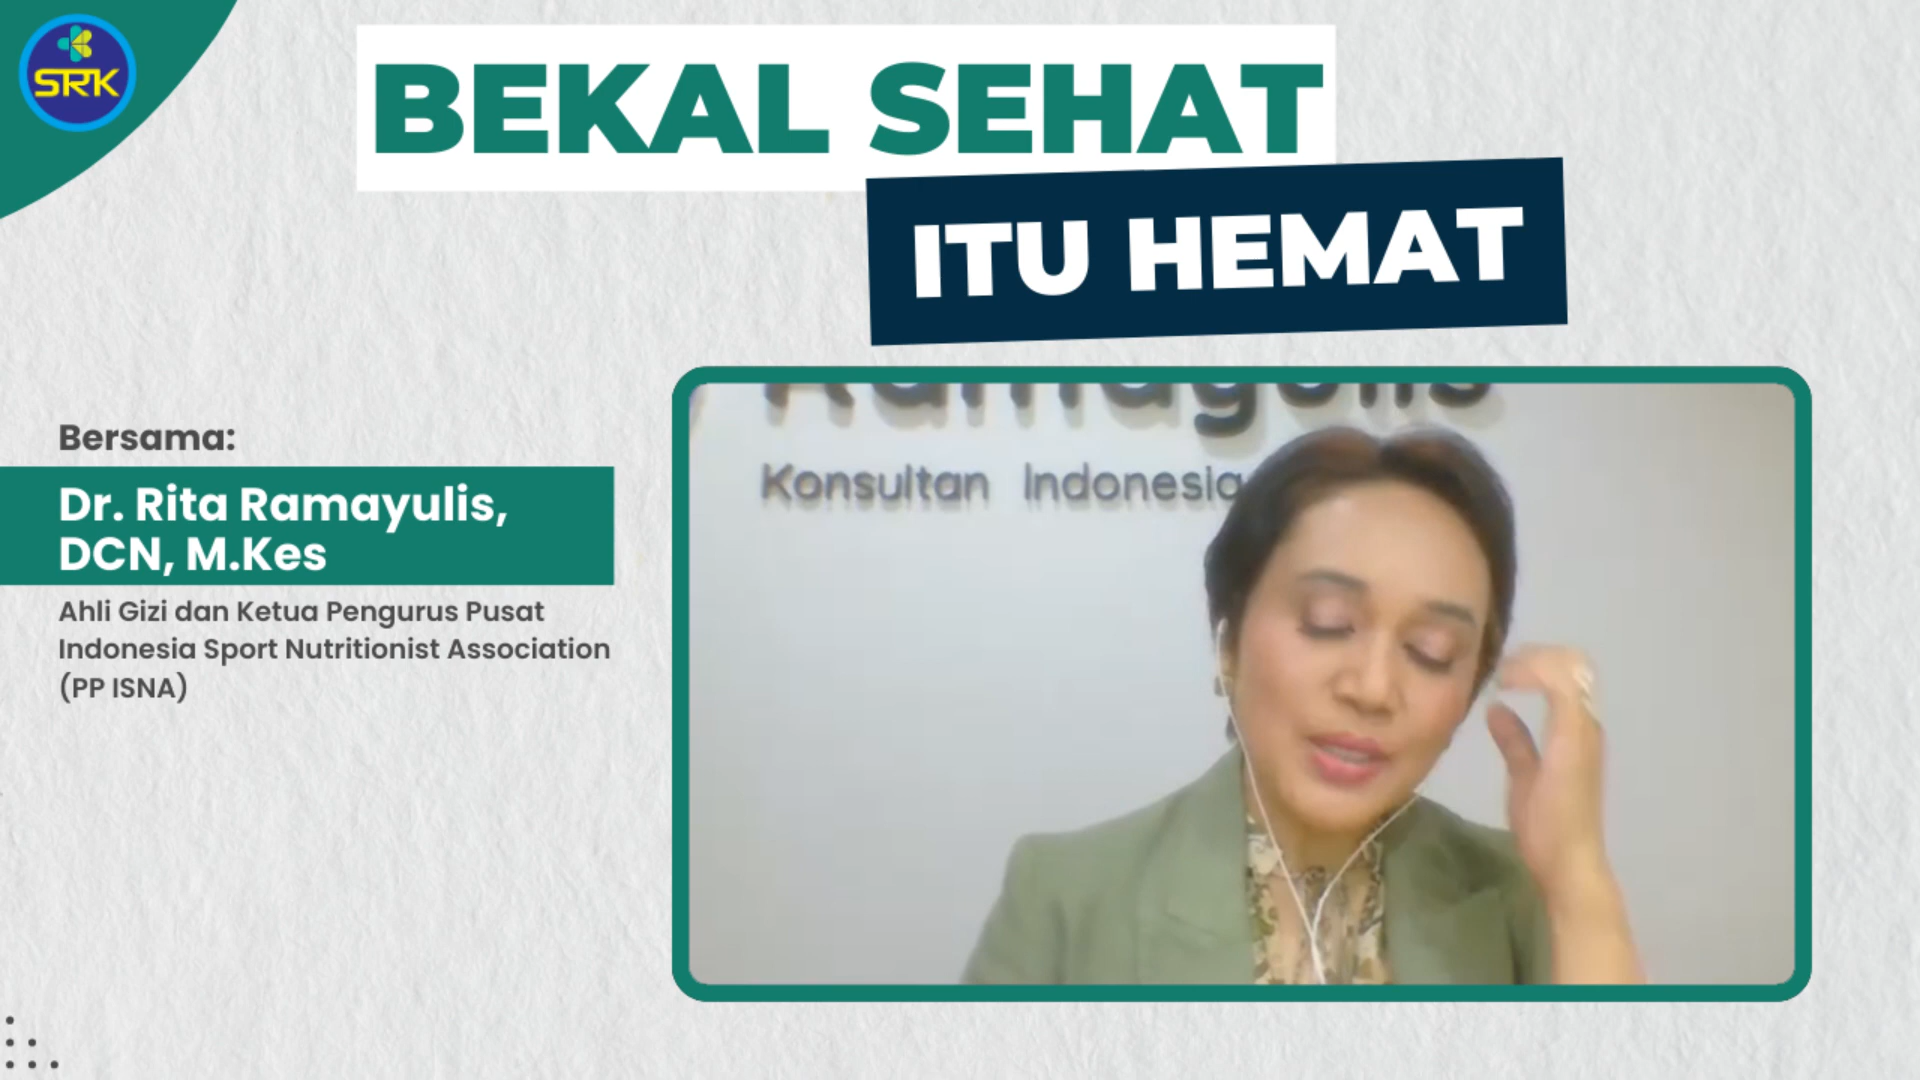 SRK
BEKAL SEHAT
ITU HEMAT
Bersama:
Dr. Rita Ramayulis,
DCN, M.Kes
Ahli Gizi dan Ketua Pengurus Pusat
Indonesia Sport Nutritionist Association
(PP ISNA)
Ramayulis
Konsultan Indonesia